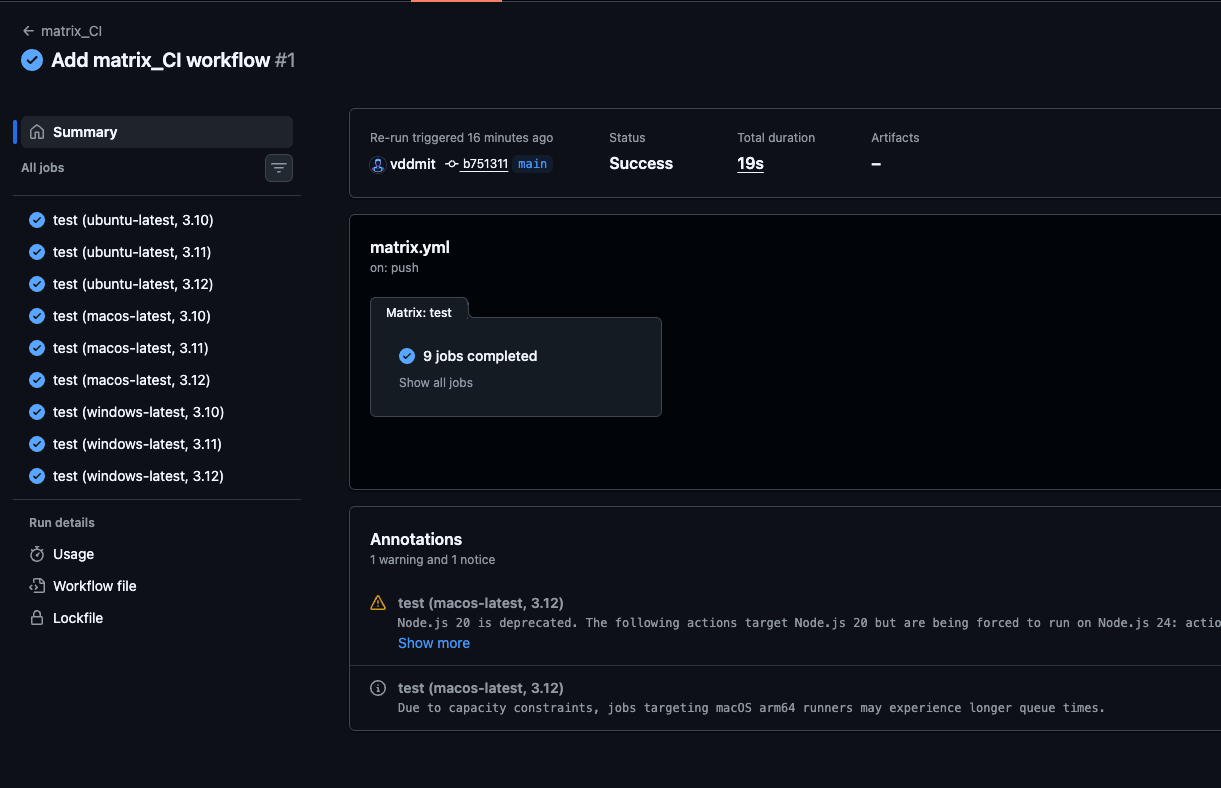 matrix_CI
Add matrix_CI workflow #1
Summary
All jobs
test (ubuntu-latest, 3.10)
test (ubuntu-latest, 3.11)
test (ubuntu-latest, 3.12)
test (macos-latest, 3.10)
test (macos-latest, 3.11)
test (macos-latest, 3.12)
test (windows-latest, 3.10)
test (windows-latest, 3.11)
test (windows-latest, 3.12)
Run details
Usage
Workflow file
Lockfile
Re-run triggered 16 minutes ago
vddmit b751311 main
Status
Success
Total duration
19s
Artifacts
–
matrix.yml
on: push
Matrix: test
9 jobs completed
Show all jobs
Annotations
1 warning and 1 notice
test (macos-latest, 3.12)
Node.js 20 is deprecated. The following actions target Node.js 20 but are being forced to run on Node.js 24: actio
Show more
test (macos-latest, 3.12)
Due to capacity constraints, jobs targeting macOS arm64 runners may experience longer queue times.